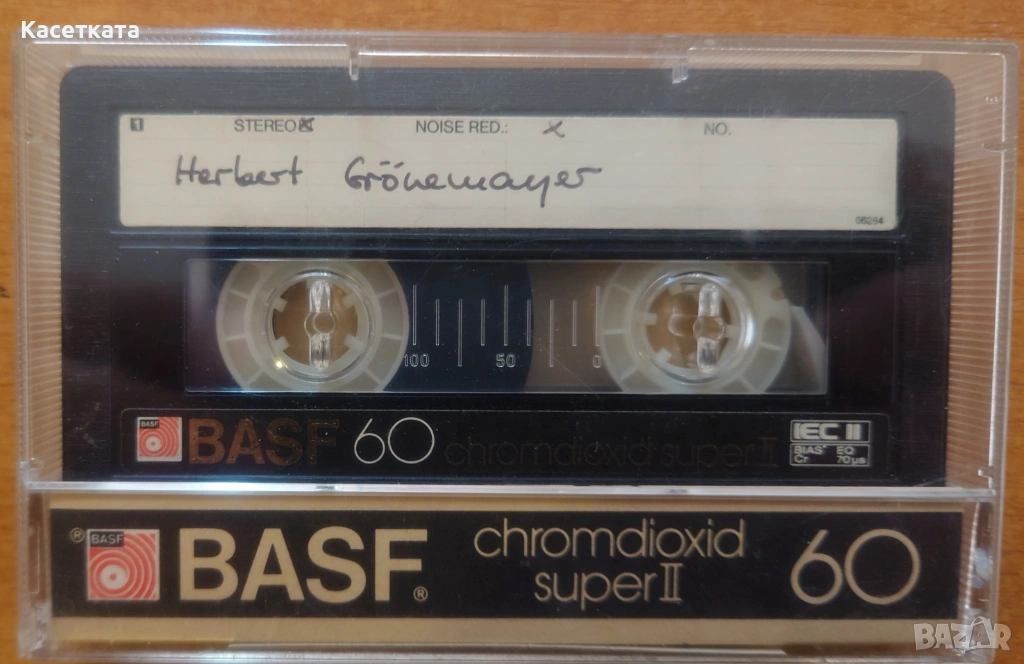 Касетката
1 STEREO☒ NOISE RED.: x NO.
Herbert Grönemayer
06284
100 50 0
BASF
BASF 60 chromdioxid super II
IEC II
BIAS EQ
Cr 70 µs
® BASF
BASF®
chromdioxid
super II
60
BAZAR